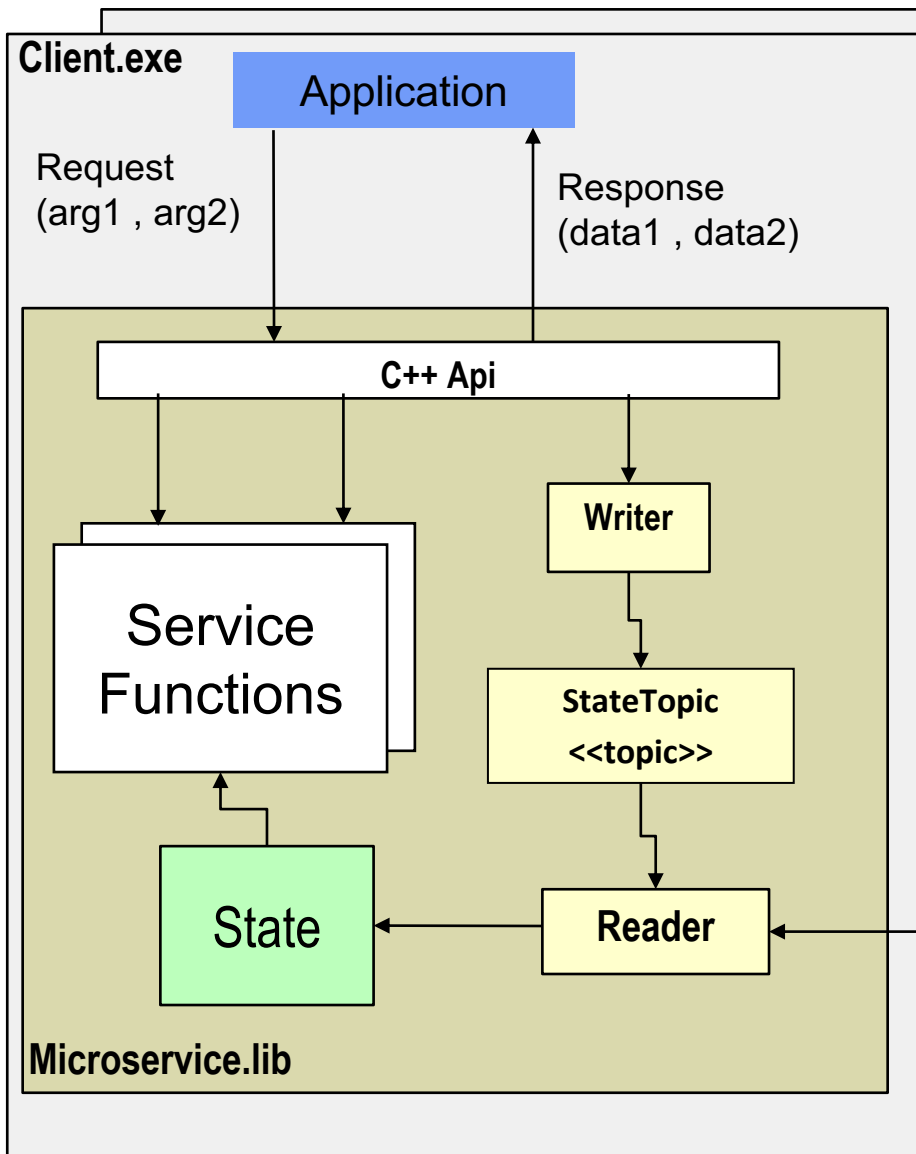 Client.exe
Application
Request
(arg1 , arg2)
Response
(data1 , data2)
C++ Api
Writer
Service
Functions
StateTopic
<<topic>>
State
Reader
Microservice.lib